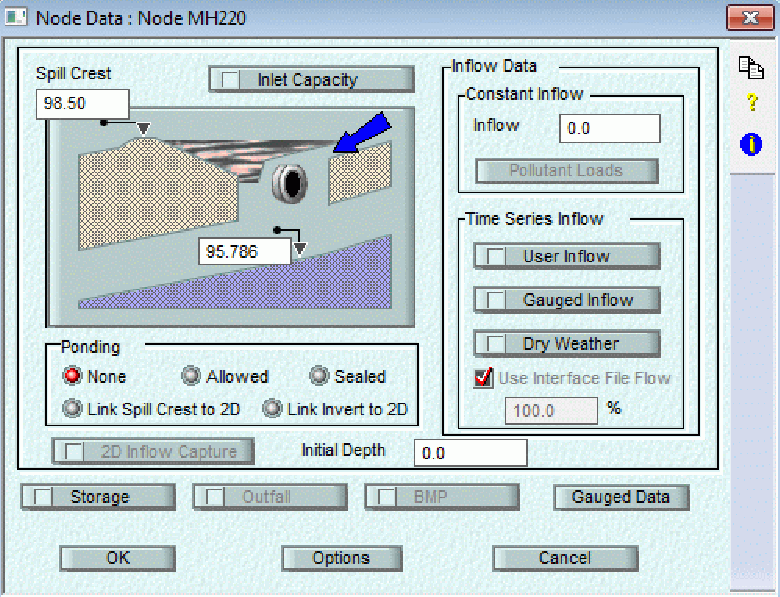 Node Data : Node MH220
Spill Crest
98.50
Inlet Capacity
95.786
Ponding
None
Allowed
Sealed
Link Spill Crest to 2D
Link Invert to 2D
2D Inflow Capture
Initial Depth
0.0
Inflow Data
Constant Inflow
Inflow
0.0
Pollutant Loads
Time Series Inflow
User Inflow
Gauged Inflow
Dry Weather
Use Interface File Flow
100.0
%
Storage
Outfall
BMP
Gauged Data
OK
Options
Cancel